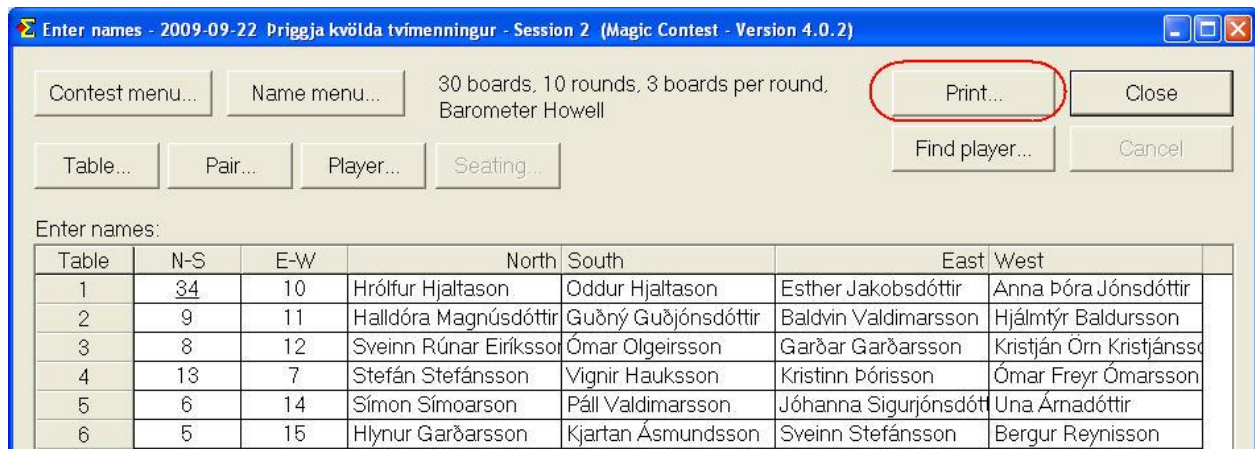 Enter names - 2009-09-22 Þriggja kvölda tvímenningur - Session 2 (Magic Contest - Version 4.0.2)
Contest menu... Name menu... 30 boards, 10 rounds, 3 boards per round, Print... Close
Barometer Howell
Table... Pair... Player... Seating... Find player... Cancel
Enter names:
Table N-S E-W North South East West
1 34 10 Hrólfur Hjaltason Oddur Hjaltason Esther Jakobsdóttir Anna Þóra Jónsdóttir
2 9 11 Halldóra Magnúsdóttir Guðný Guðjónsdóttir Baldvin Valdimarsson Hjálmtýr Baldursson
3 8 12 Sveinn Rúnar Eiríksson Ómar Olgeirsson Garðar Garðarsson Kristján Örn Kristjánsso
4 13 7 Stefán Stefánsson Vignir Hauksson Kristinn Þórisson Ómar Freyr Ómarsson
5 6 14 Símon Símoarson Páll Valdimarsson Jóhanna Sigurjónsdótt Una Árnadóttir
6 5 15 Hlynur Garðarsson Kjartan Ásmundsson Sveinn Stefánsson Bergur Reynisson